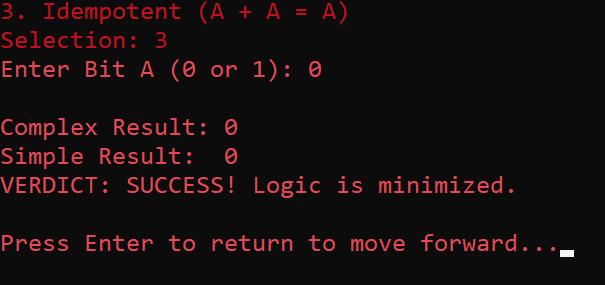 3. Idempotent (A + A = A)
Selection: 3
Enter Bit A (0 or 1): 0
Complex Result: 0
Simple Result:  0
VERDICT: SUCCESS! Logic is minimized.
Press Enter to return to move forward...